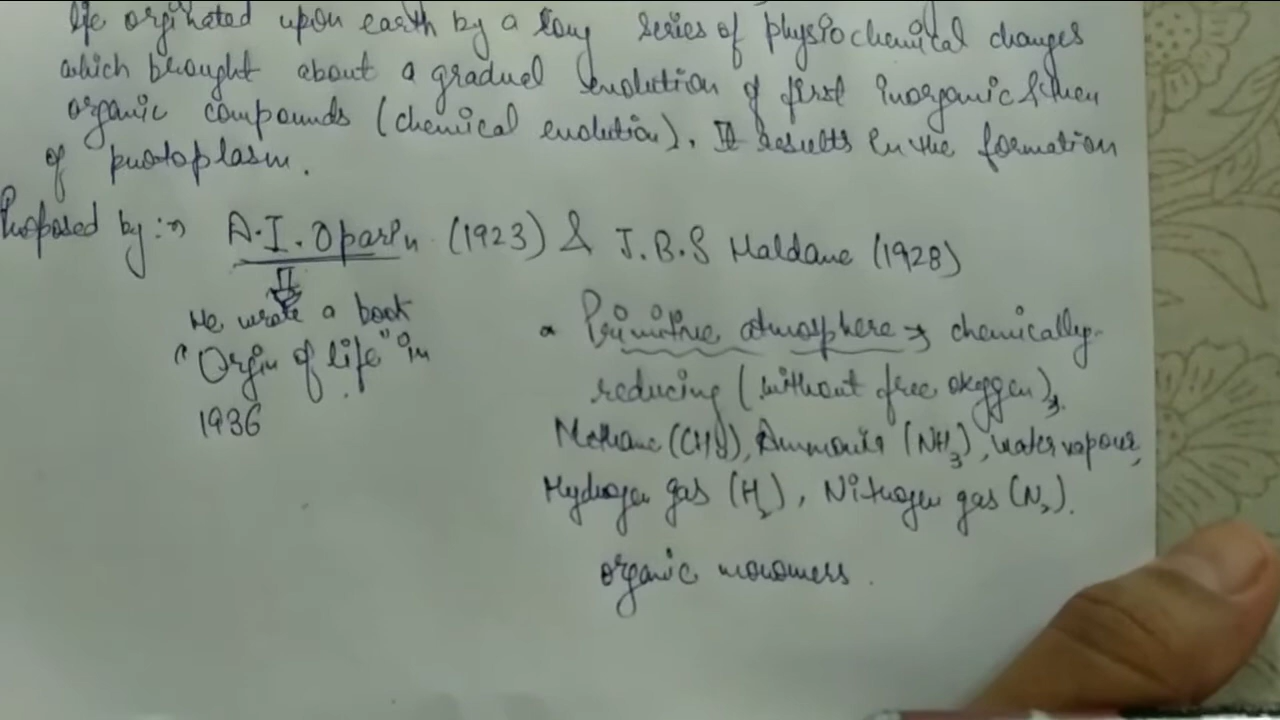 life orginated upon earth by a long series of physiochemical changes
which brought about a gradual evolution of first inorganic & then
organic compounds (chemical evolution). It results in the formation
of protoplasm.
Proposed by:→ A.I. Oparin (1923) & J.B.S Haldane (1928)
He wrote a book
"Orgin of life" in
1936
Primitive atmosphere → chemically
reducing (without free oxygen),
Methane (CH4), Ammonia (NH3), water vapour,
Hydrogen gas (H2), Nitrogen gas (N2).
organic monomers.